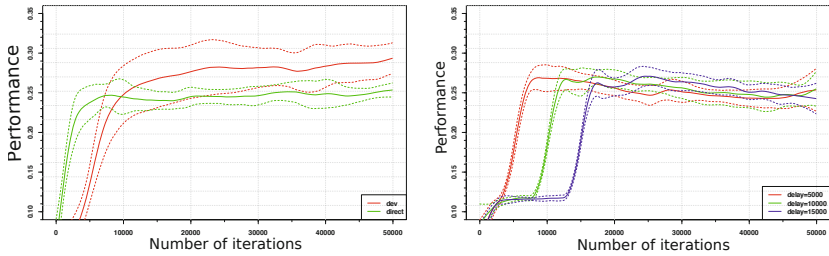 Performance
0.35
0.30
0.25
0.20
0.15
0.10
0 10000 20000 30000 40000 50000
Number of iterations
dev
direct
Performance
0.35
0.30
0.25
0.20
0.15
0.10
0 10000 20000 30000 40000 50000
Number of iterations
delay=5000
delay=10000
delay=15000